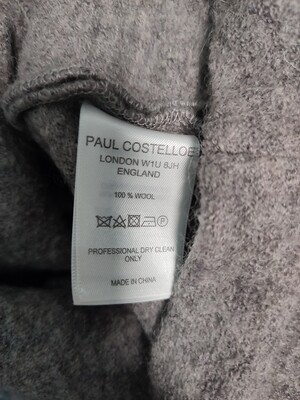 PAUL COSTELLOE
LONDON W1U 8JH
ENGLAND
100 % WOOL
PROFESSIONAL DRY CLEAN
ONLY
MADE IN CHINA